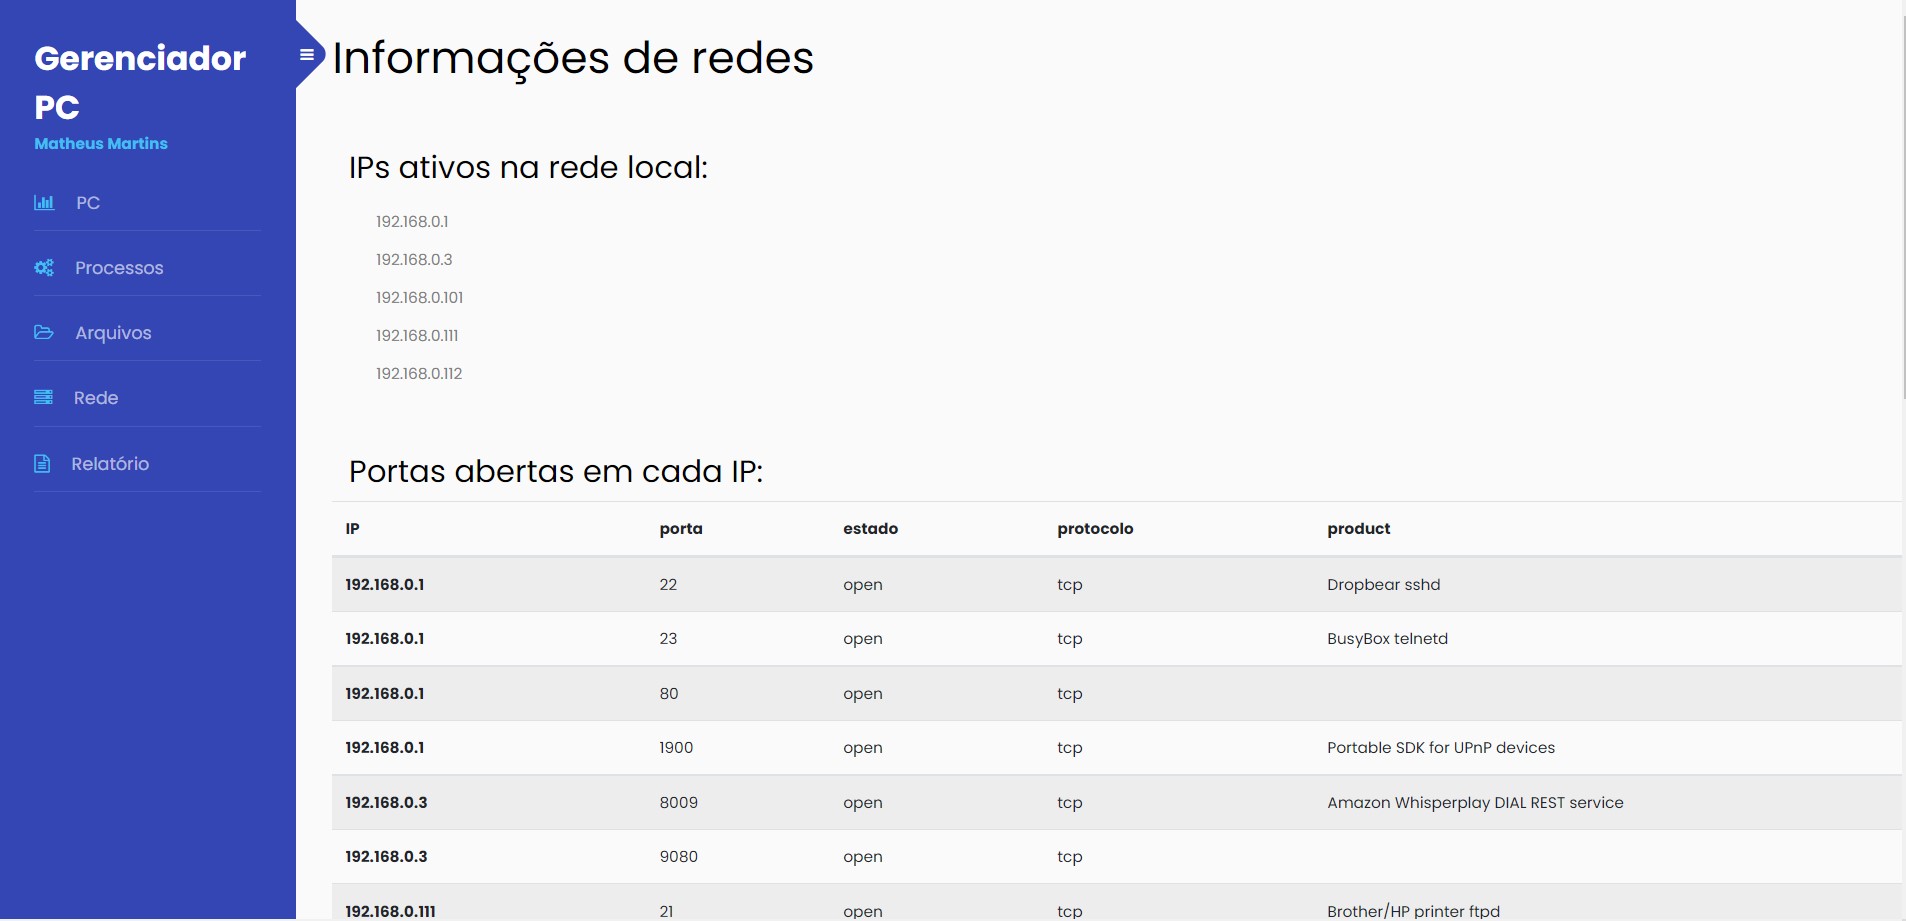 Gerenciador
PC
Matheus Martins
PC
Processos
Arquivos
Rede
Relatório
Informações de redes
IPs ativos na rede local:
192.168.0.1
192.168.0.3
192.168.0.101
192.168.0.111
192.168.0.112
Portas abertas em cada IP:
IP porta estado protocolo product
192.168.0.1 22 open tcp Dropbear sshd
192.168.0.1 23 open tcp BusyBox telnetd
192.168.0.1 80 open tcp
192.168.0.1 1900 open tcp Portable SDK for UPnP devices
192.168.0.3 8009 open tcp Amazon Whisperplay DIAL REST service
192.168.0.3 9080 open tcp
192.168.0.111 21 open tcp Brother/HP printer ftpd